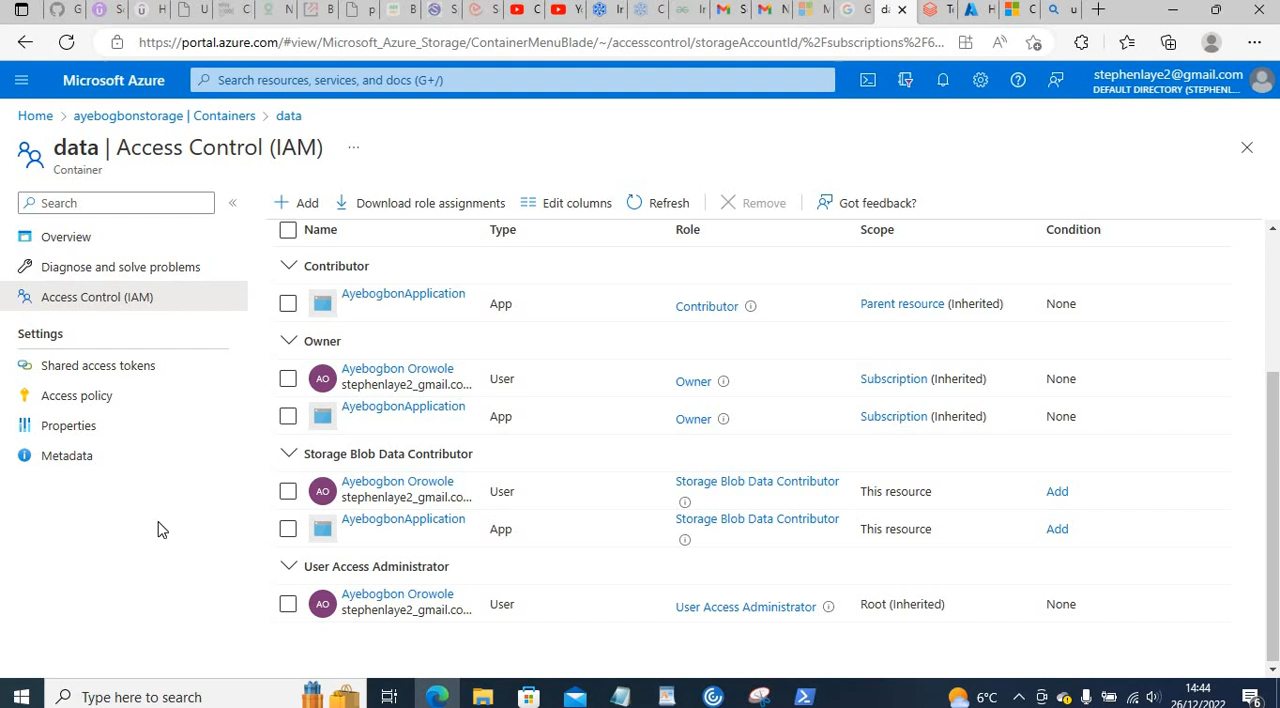 https://portal.azure.com/#view/Microsoft_Azure_Storage/ContainerMenuBlade/~/accesscontrol/storageAccountId/%2Fsubscriptions%2F6...
Microsoft Azure
Search resources, services, and docs (G+/)
stephenlaye2@gmail.com
DEFAULT DIRECTORY (STEPHENL...
Home > ayebogbonstorage | Containers > data
data | Access Control (IAM) ...
Container
Search «
Add Download role assignments Edit columns Refresh Remove Got feedback?
Overview
Diagnose and solve problems
Access Control (IAM)
Settings
Shared access tokens
Access policy
Properties
Metadata
Name Type Role Scope Condition
Contributor
AyebogbonApplication App Contributor Parent resource (Inherited) None
Owner
Ayebogbon Orowole
AO stephenlaye2_gmail.co... User Owner Subscription (Inherited) None
AyebogbonApplication App Owner Subscription (Inherited) None
Storage Blob Data Contributor
Ayebogbon Orowole
AO stephenlaye2_gmail.co... User Storage Blob Data Contributor This resource Add
AyebogbonApplication App Storage Blob Data Contributor This resource Add
User Access Administrator
Ayebogbon Orowole
AO stephenlaye2_gmail.co... User User Access Administrator Root (Inherited) None
Type here to search
6°C
14:44
26/12/2022
6